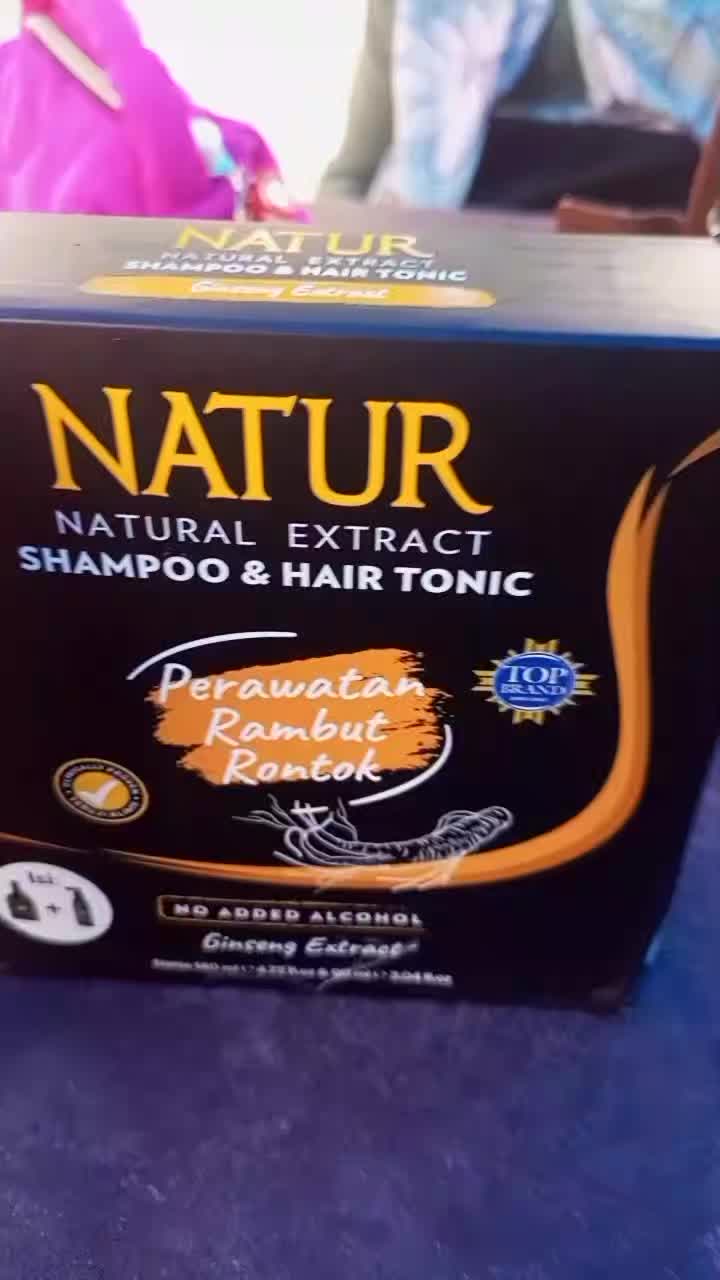 NATUR
NATURAL EXTRACT
SHAMPOO & HAIR TONIC
Ginseng Extract
NATUR
NATURAL EXTRACT
SHAMPOO & HAIR TONIC
Perawatan
Rambut
Rontok
TOP
BRAND
Isi:
+
NO ADDED ALCOHOL
Ginseng Extract